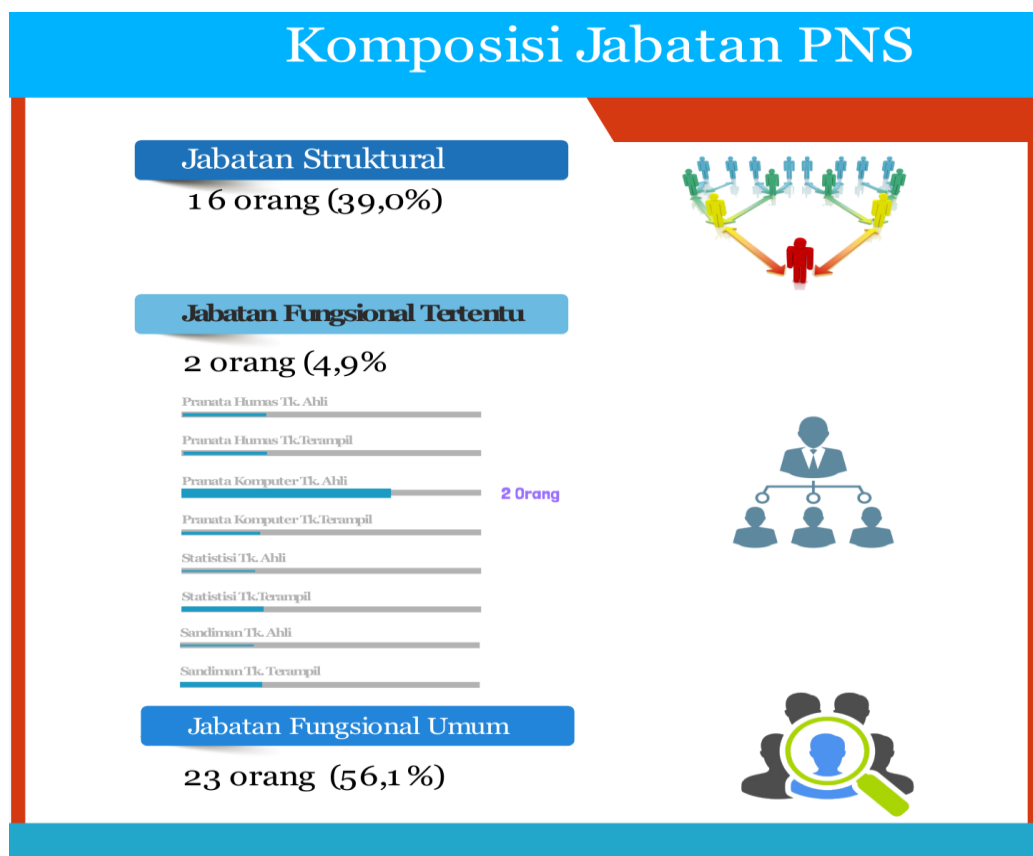 Komposisi Jabatan PNS
Jabatan Struktural
16 orang (39,0%)
Jabatan Fungsional Tertentu
2 orang (4,9%
Pranata Humas Tk. Ahli
Pranata Humas Tk.Terampil
Pranata Komputer Tk. Ahli
2 Orang
Pranata Komputer Tk.Terampil
Statistisi Tk. Ahli
Statistisi Tk.Terampil
Sandiman Tk. Ahli
Sandiman Tk. Terampil
Jabatan Fungsional Umum
23 orang (56,1%)